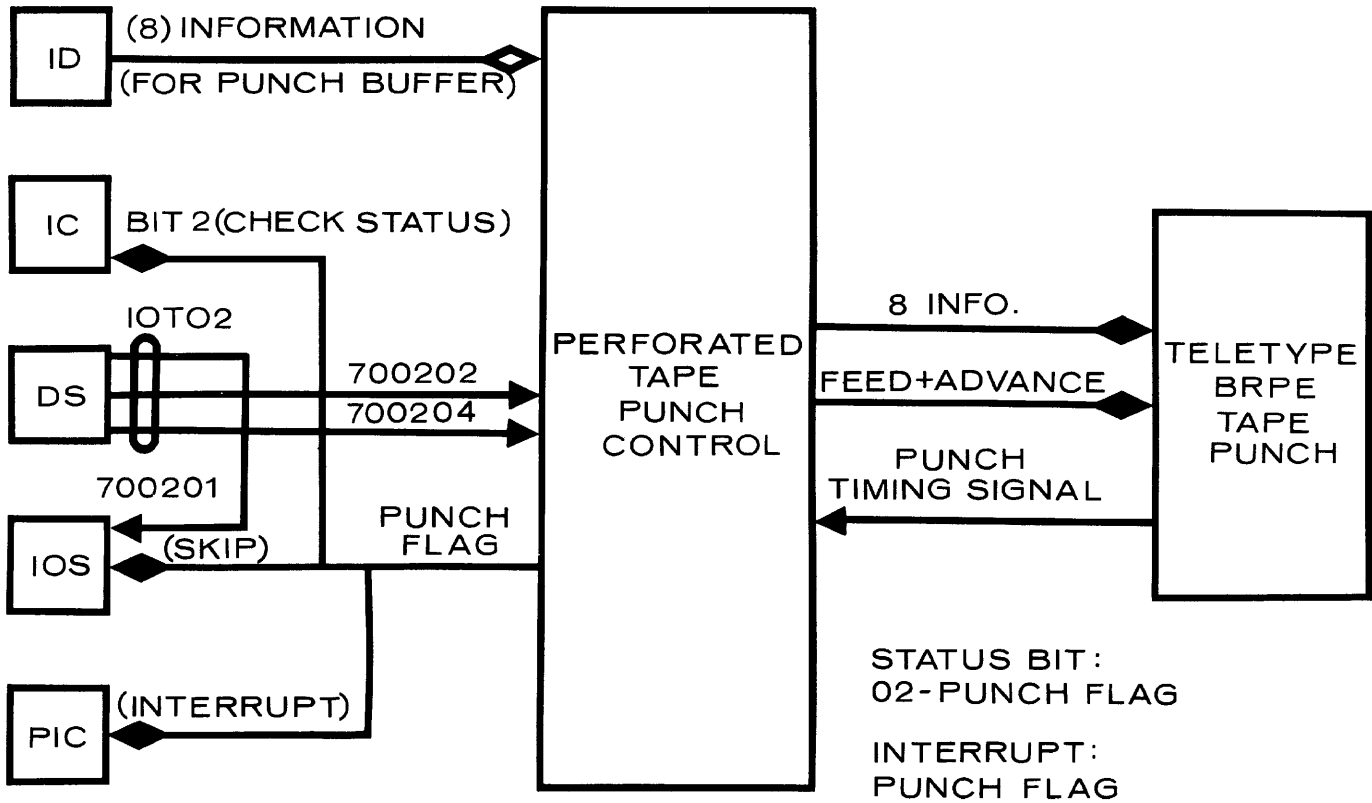 ID
(8) INFORMATION
(FOR PUNCH BUFFER)
IC
BIT 2 (CHECK STATUS)
IOT02
DS
700202
700204
700201
IOS
(SKIP)
PUNCH
FLAG
PIC
(INTERRUPT)
PERFORATED
TAPE
PUNCH
CONTROL
8 INFO.
FEED+ADVANCE
PUNCH
TIMING SIGNAL
TELETYPE
BRPE
TAPE
PUNCH
STATUS BIT:
02-PUNCH FLAG
INTERRUPT:
PUNCH FLAG